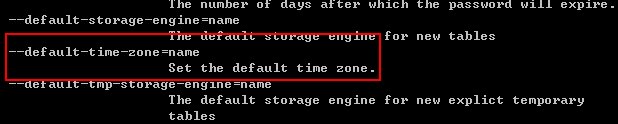 The number of days after which the password will expire.
--default-storage-engine=name
The default storage engine for new tables
--default-time-zone=name
Set the default time zone.
--default-tmp-storage-engine=name
The default storage engine for new explict temporary
tables